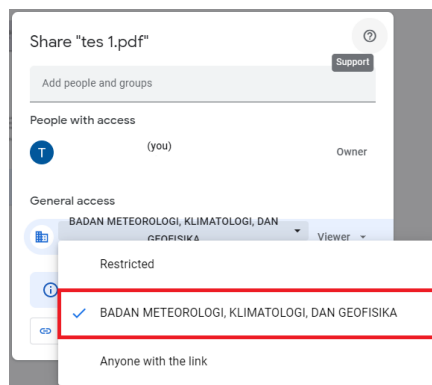 Share "tes 1.pdf"
Support
Add people and groups
People with access
T
(you)
Owner
General access
BADAN METEOROLOGI, KLIMATOLOGI, DAN
GEOFISIKA
Viewer
Restricted
BADAN METEOROLOGI, KLIMATOLOGI, DAN GEOFISIKA
Anyone with the link